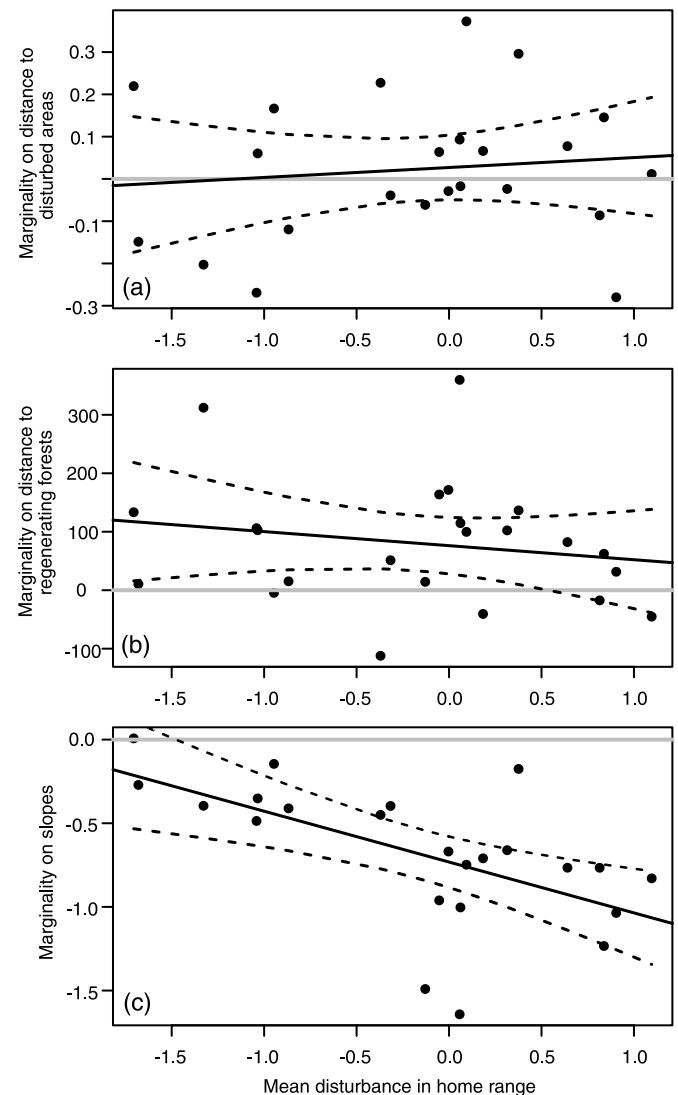 Marginality on distance to
disturbed areas
0.3
0.2
0.1
-0.1
-0.3
(a)
-1.5 -1.0 -0.5 0.0 0.5 1.0
Marginality on distance to
regenerating forests
300
200
100
0
-100
(b)
-1.5 -1.0 -0.5 0.0 0.5 1.0
Marginality on slopes
0.0
-0.5
-1.0
-1.5
(c)
-1.5 -1.0 -0.5 0.0 0.5 1.0
Mean disturbance in home range